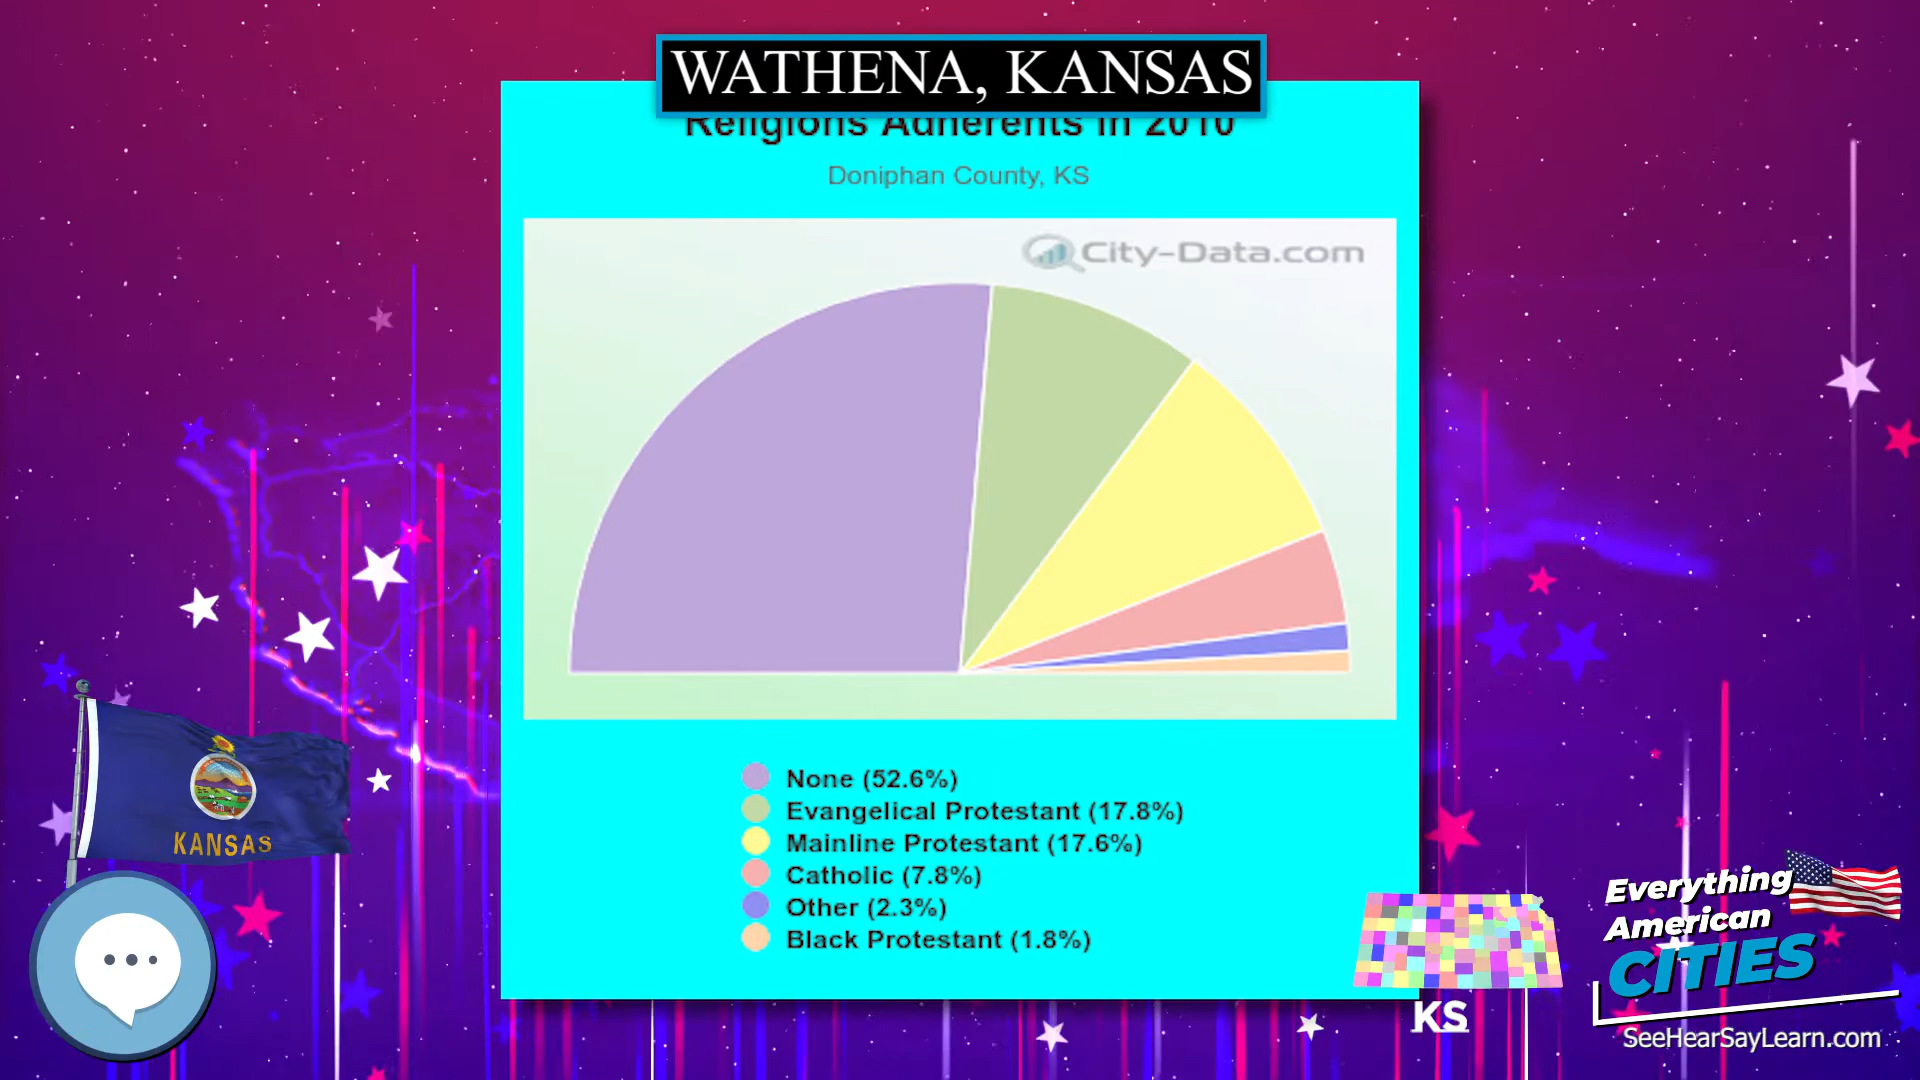 WATHENA, KANSAS
Religions Adherents in 2010
Doniphan County, KS
City-Data.com
None (52.6%)
Evangelical Protestant (17.8%)
Mainline Protestant (17.6%)
Catholic (7.8%)
Other (2.3%)
Black Protestant (1.8%)
KANSAS
KS
Everything
American
CITIES
SeeHearSayLearn.com